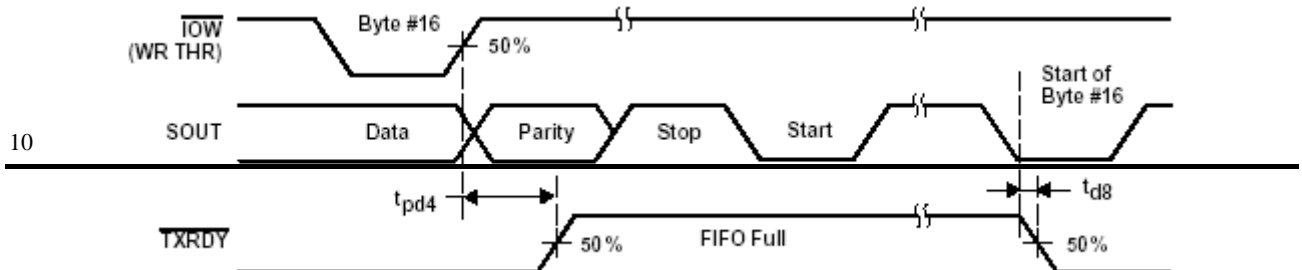 IOW
(WR THR)
Byte #16
50%
Start of
Byte #16
10
SOUT
Data
Parity
Stop
Start
tpd4
td8
TXRDY
50%
FIFO Full
50%